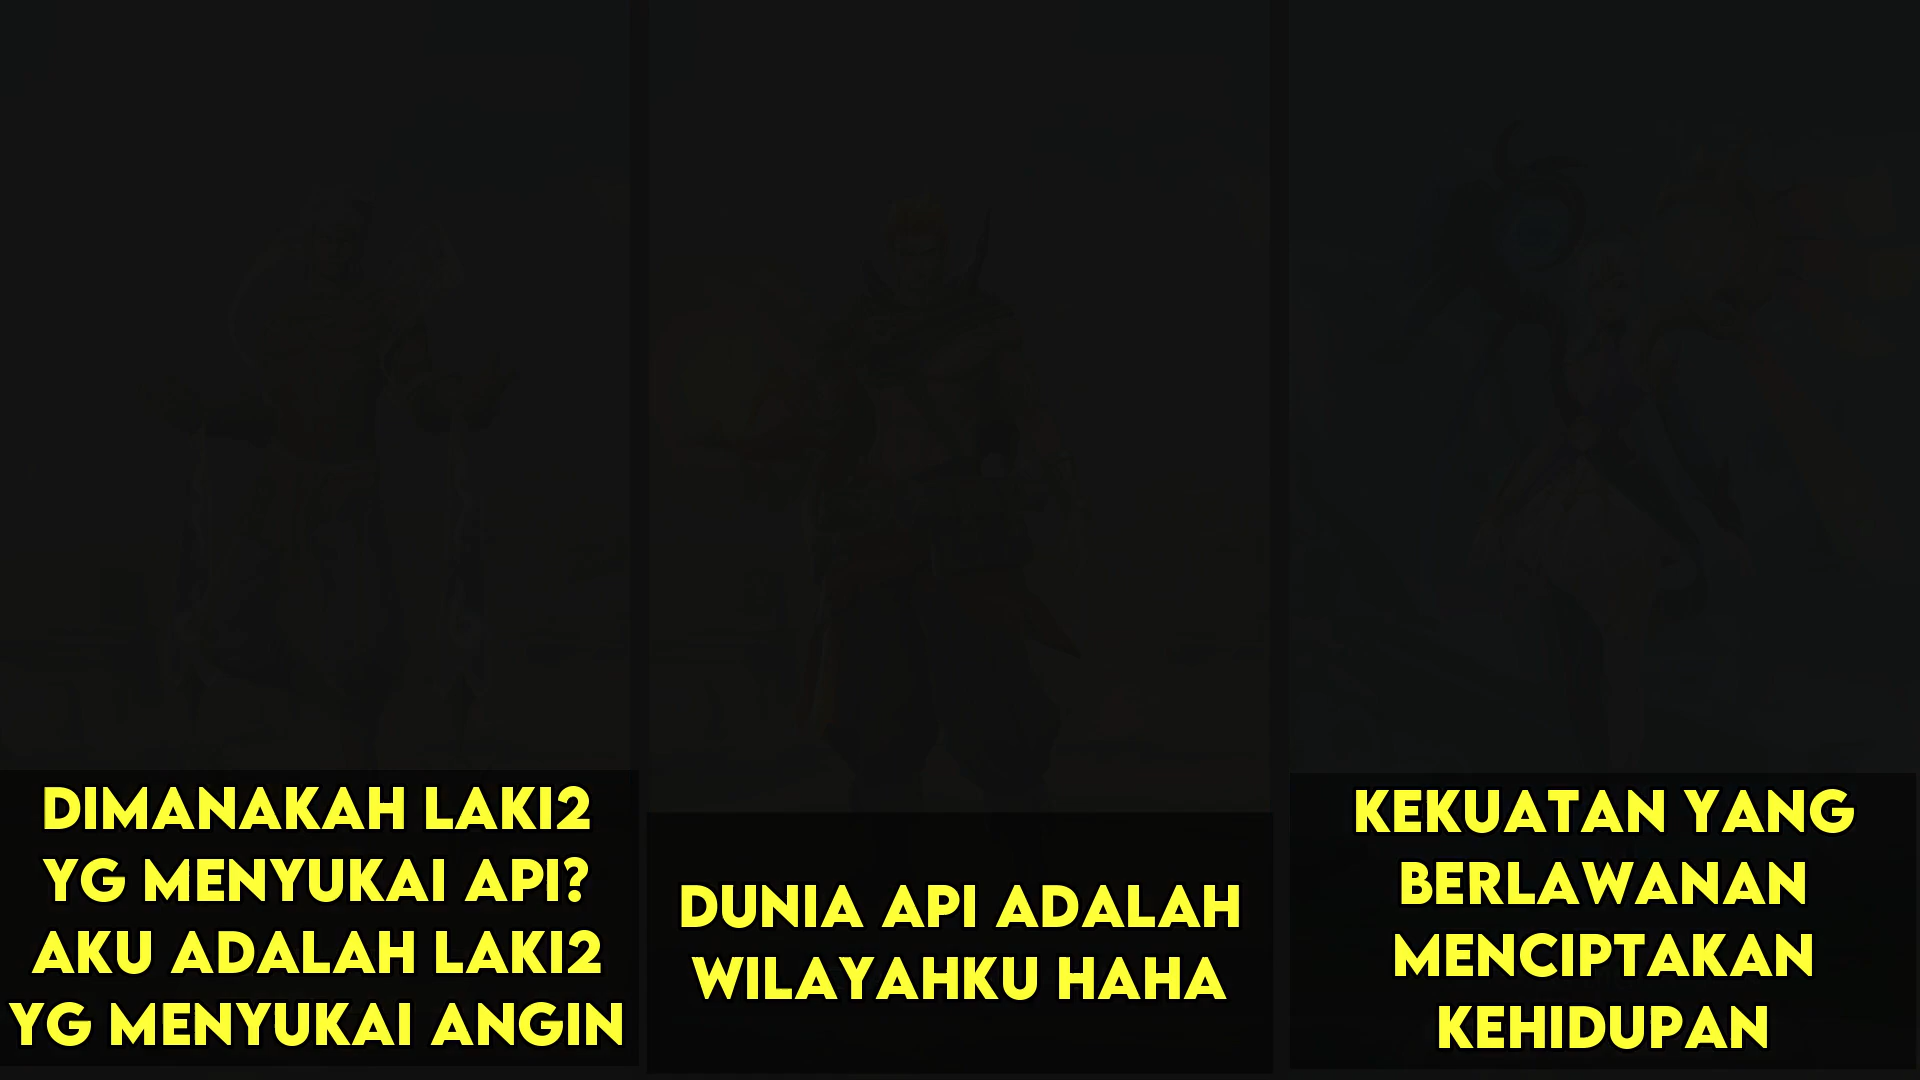 DIMANAKAH LAKI2
YG MENYUKAI API?
AKU ADALAH LAKI2
YG MENYUKAI ANGIN
DUNIA API ADALAH
WILAYAHKU HAHA
KEKUATAN YANG
BERLAWANAN
MENCIPTAKAN
KEHIDUPAN